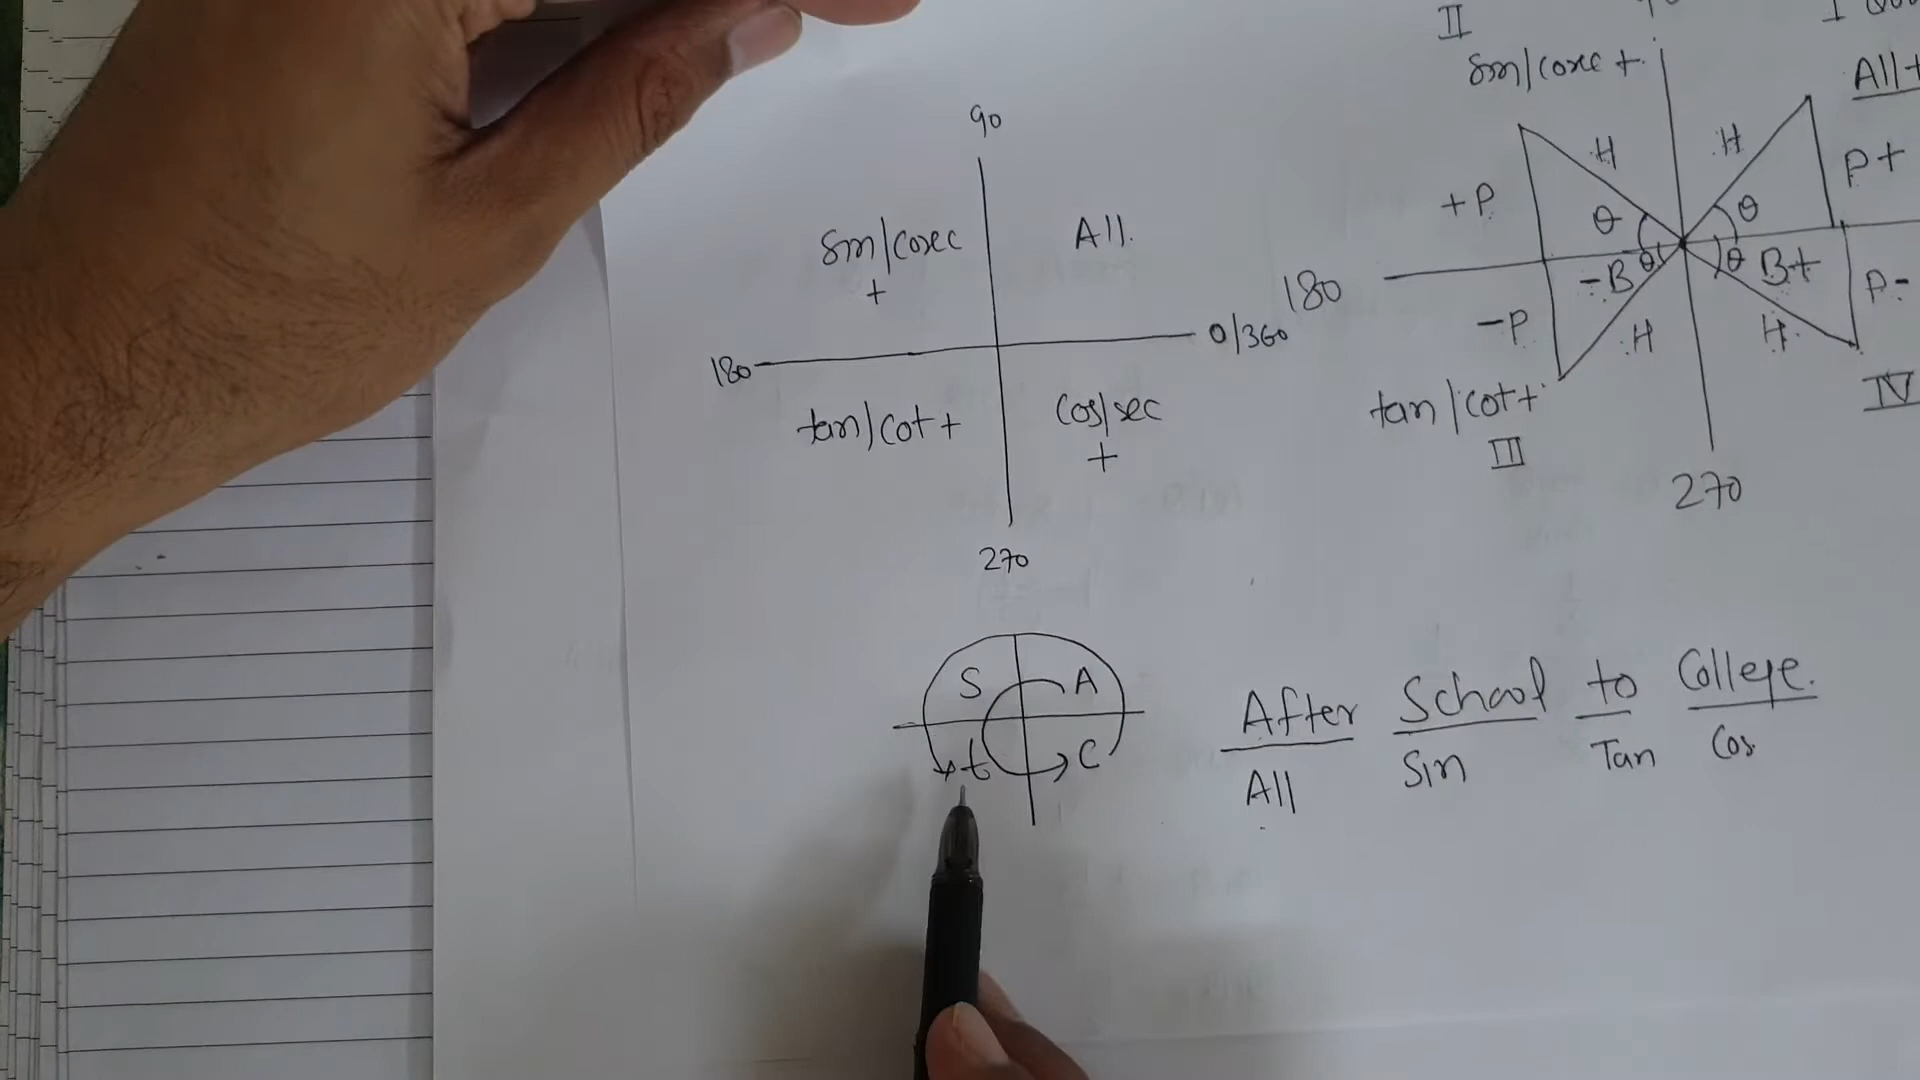 90
sin/cosec
+
All.
180
0/360
tan/cot +
cos/sec
+
270
II
sin/cosec +
All+
H
H
+P
P+
θ
θ
180
-B
θ
θ
B+
P-
-P
H
H
tan/cot+
III
IV
270
S A
t C
After School to College.
All Sin Tan Cos